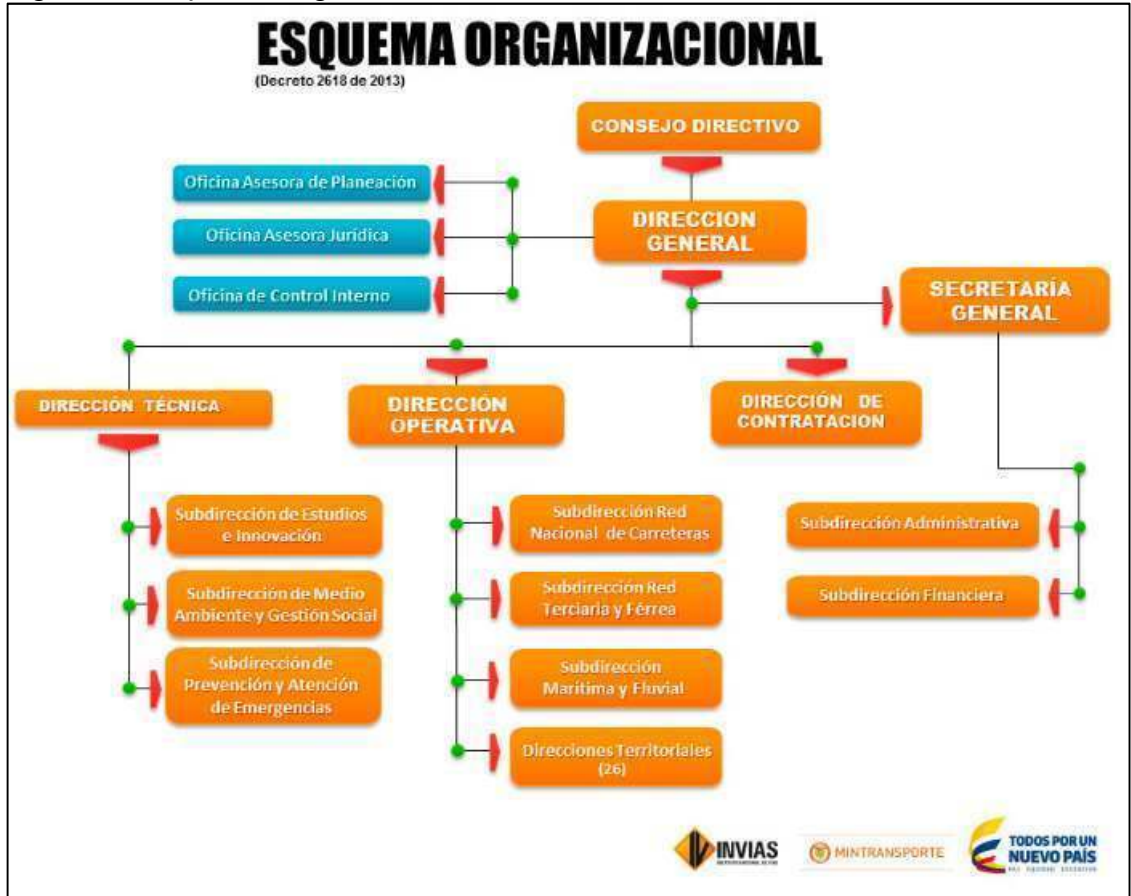 ESQUEMA ORGANIZACIONAL
(Decreto 2618 de 2013)
CONSEJO DIRECTIVO
Oficina Asesora de Planeación
Oficina Asesora Jurídica
Oficina de Control Interno
DIRECCION
GENERAL
SECRETARÍA
GENERAL
DIRECCIÓN TÉCNICA
DIRECCIÓN
OPERATIVA
DIRECCIÓN DE
CONTRATACION
Subdirección de Estudios
e Innovación
Subdirección de Medio
Ambiente y Gestión Social
Subdirección de
Prevención y Atención
de Emergencias
Subdirección Red
Nacional de Carreteras
Subdirección Red
Terciaria y Férrea
Subdirección
Marítima y Fluvial
Direcciones Territoriales
(26)
Subdirección Administrativa
Subdirección Financiera
INVIAS
MINTRANSPORTE
TODOS POR UN
NUEVO PAÍS
PAZ EQUIDAD EDUCACIÓN